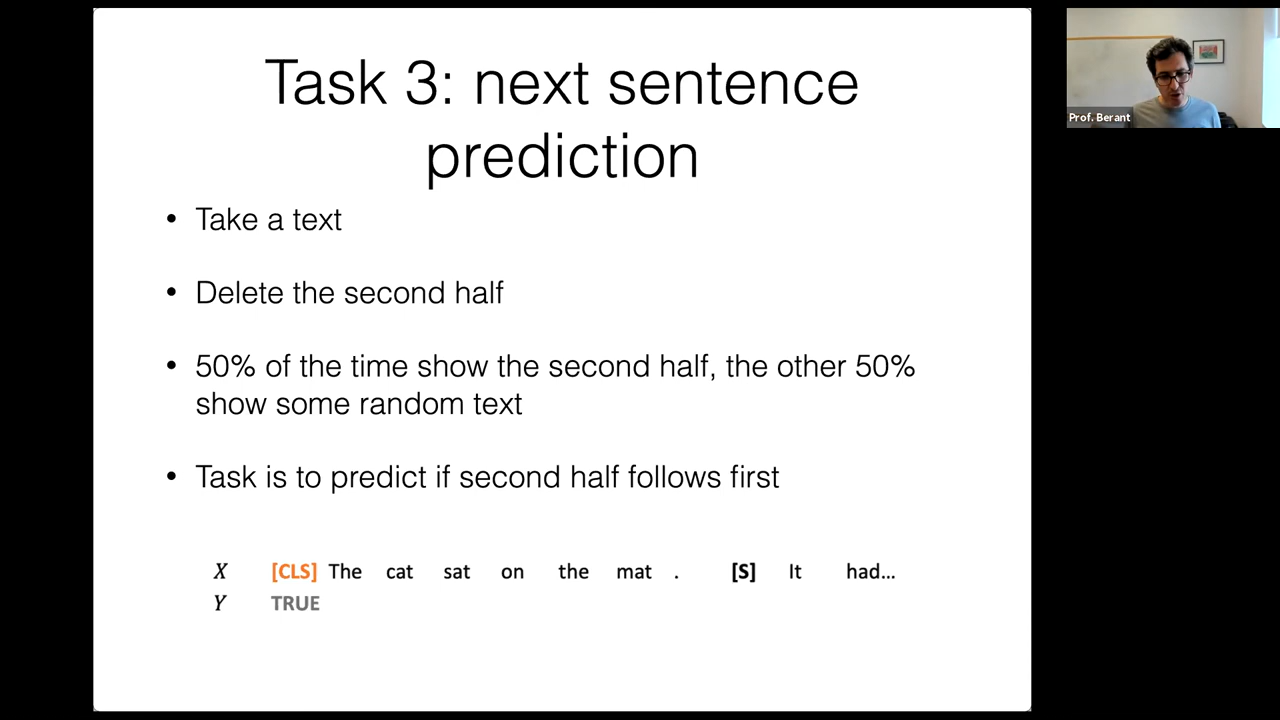 Task 3: next sentence
prediction
• Take a text
• Delete the second half
• 50% of the time show the second half, the other 50%
show some random text
• Task is to predict if second half follows first
X [CLS] The cat sat on the mat . [S] It had...
Y TRUE
Prof. Berant